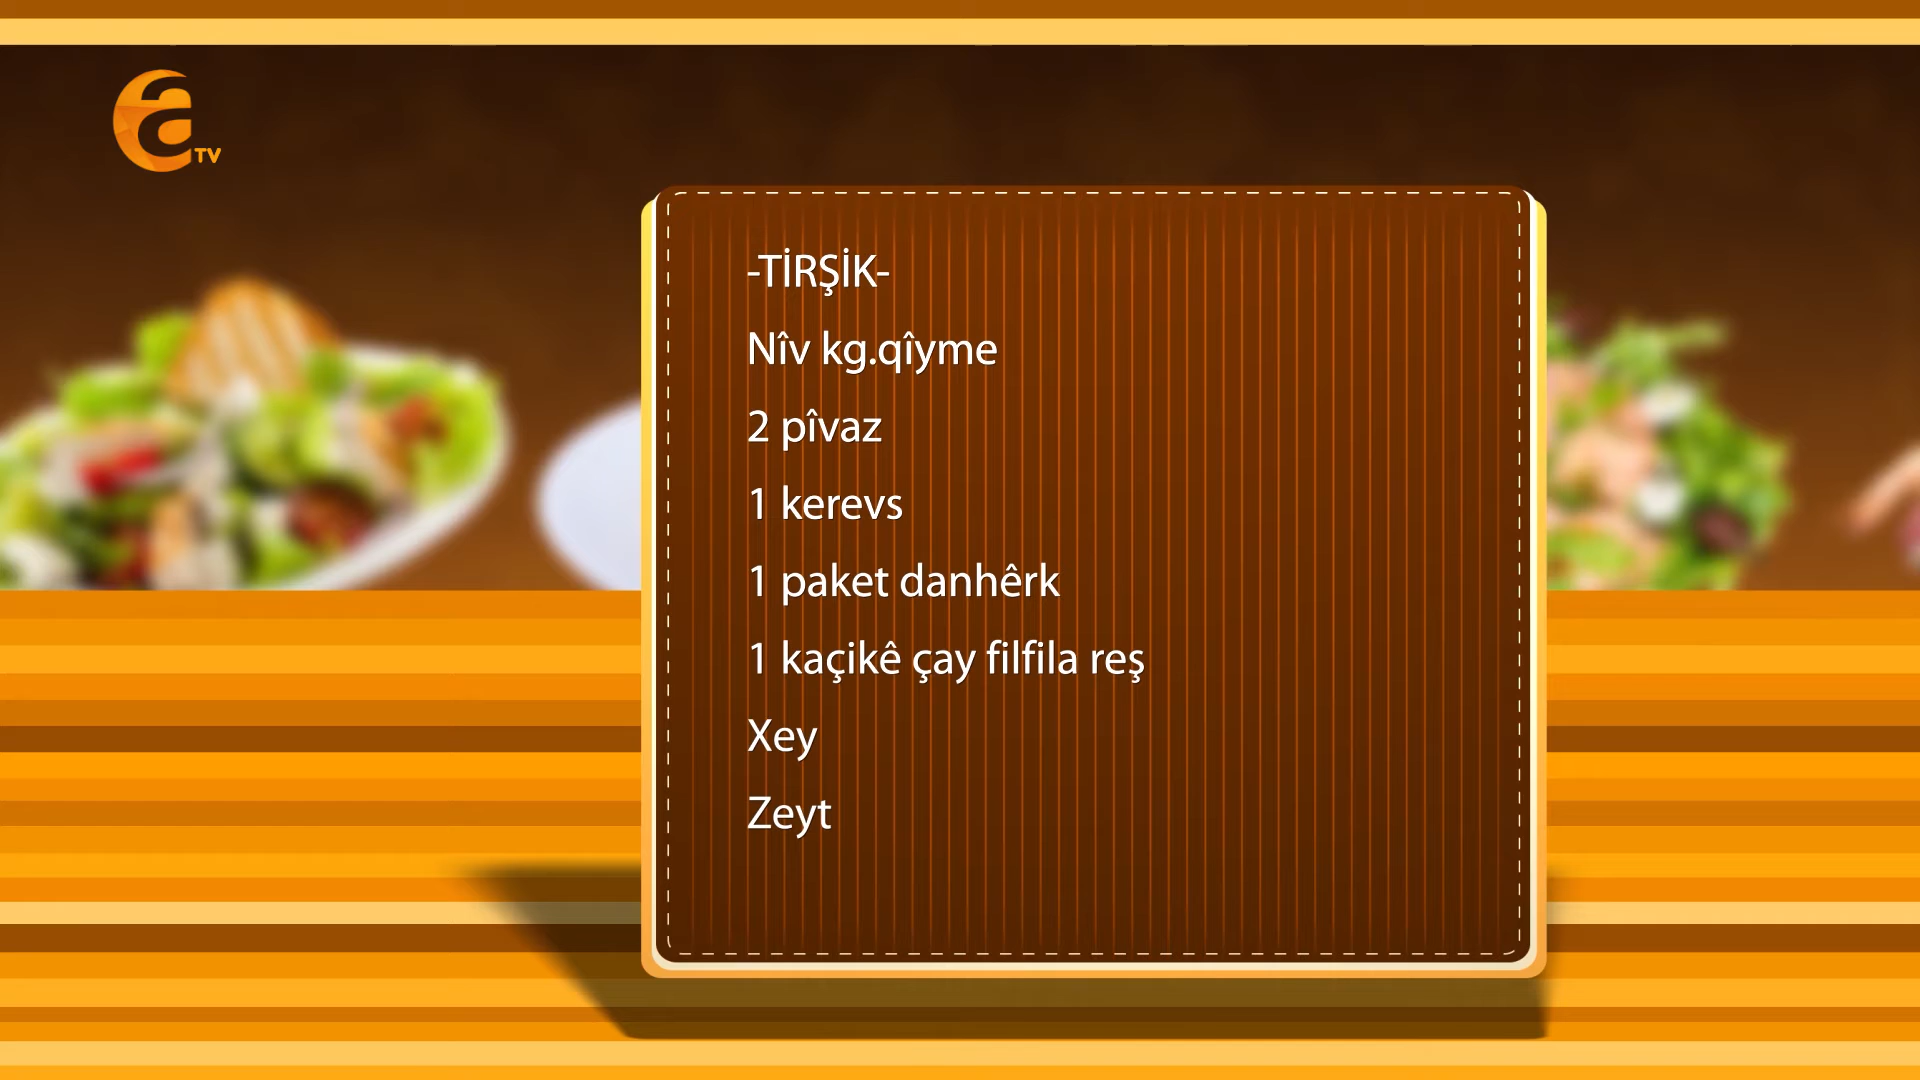 a TV
-TİRŞİK-
Nîv kg.qîyme
2 pîvaz
1 kerevs
1 paket danhêrk
1 kaçikê çay filfila reş
Xey
Zeyt